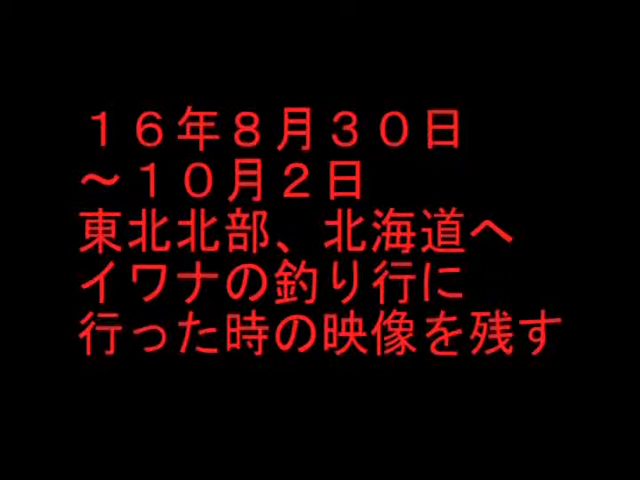 １６年８月３０日
～１０月２日
東北北部、北海道へ
イワナの釣り行に
行った時の映像を残す